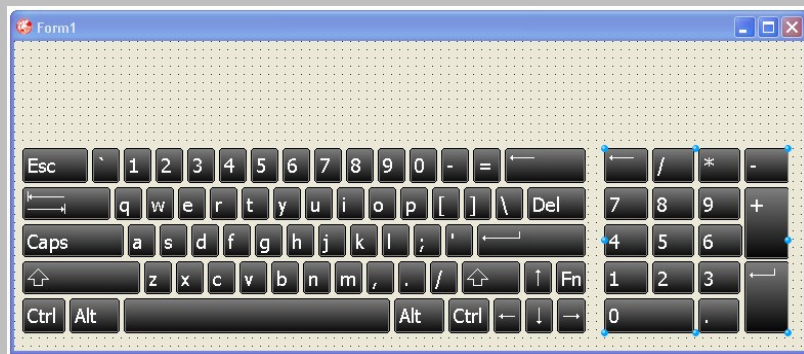 Form1
Esc ` 1 2 3 4 5 6 7 8 9 0 - = ← ← / * -
q w e r t y u i o p [ ] \ Del 7 8 9 +
Caps a s d f g h j k l ; ' 4 5 6
z x c v b n m , . / ↑ Fn 1 2 3
Ctrl Alt Alt Ctrl ← ↓ → 0 .